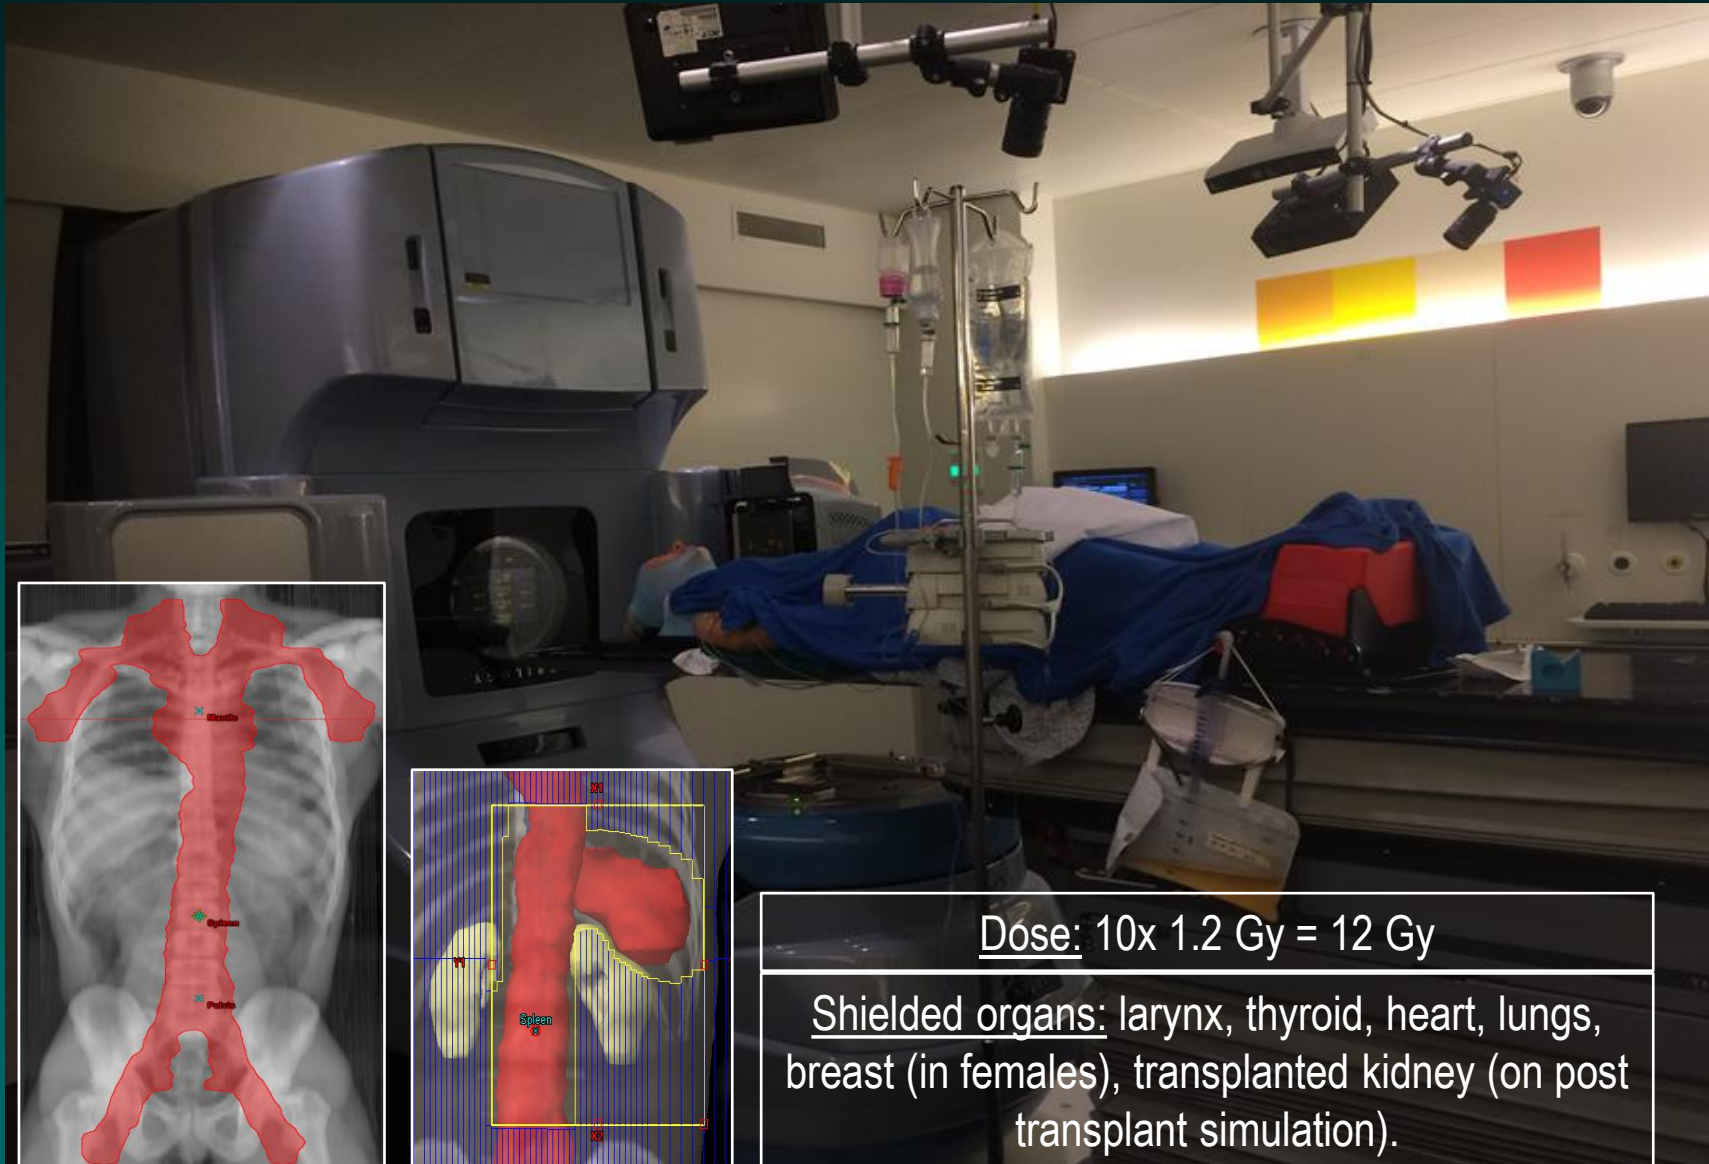 Mantle
Spleen
Pelvis
X1
Y1
Spleen
X2
Dose: 10x 1.2 Gy = 12 Gy
Shielded organs: larynx, thyroid, heart, lungs,
breast (in females), transplanted kidney (on post
transplant simulation).